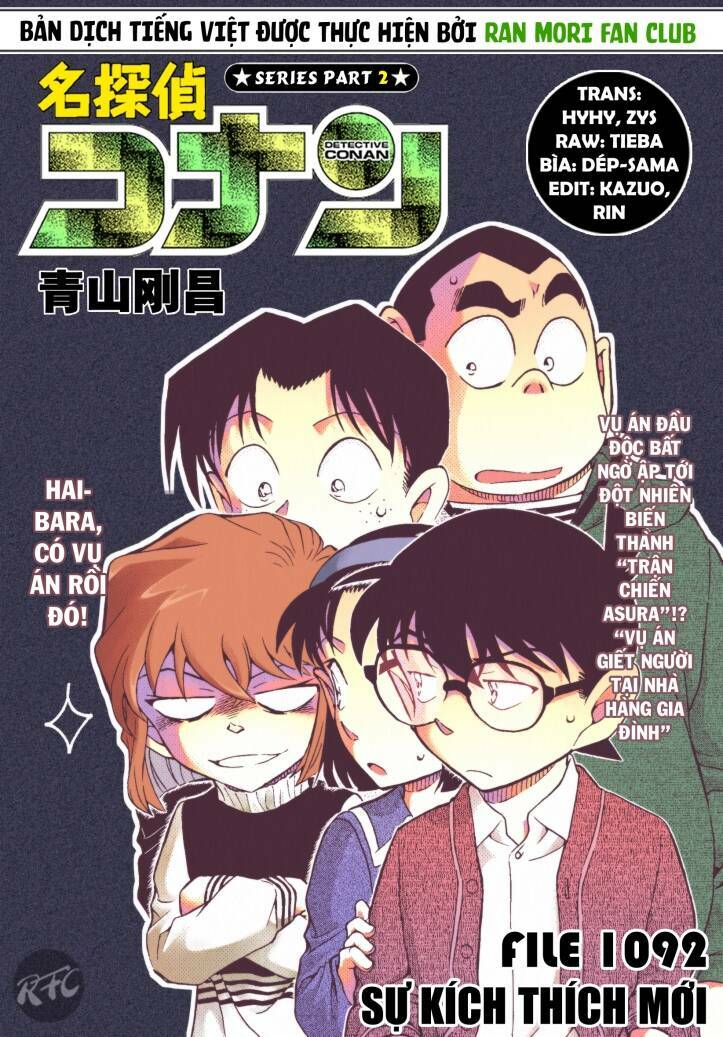 BẢN DỊCH TIẾNG VIỆT ĐƯỢC THỰC HIỆN BỞI RAN MORI FAN CLUB
★ SERIES PART 2 ★
名探偵
コナン
DETECTIVE
CONAN
青山剛昌
TRANS:
HYHY, ZYS
RAW: TIEBA
BÌA: DÉP-SAMA
EDIT: KAZUO,
RIN
HAI-
BARA,
CÓ VỤ
ÁN RỒI
ĐÓ!
VỤ ÁN ĐẦU
ĐỘC BẤT
NGỜ ẬP TỚI
ĐỘT NHIÊN
BIẾN
THÀNH
“TRẬN
CHIẾN
ASURA”!?
“VỤ ÁN
GIẾT NGƯỜI
TẠI NHÀ
HÀNG GIA
ĐÌNH”
FILE 1092
SỰ KÍCH THÍCH MỚI
RFC